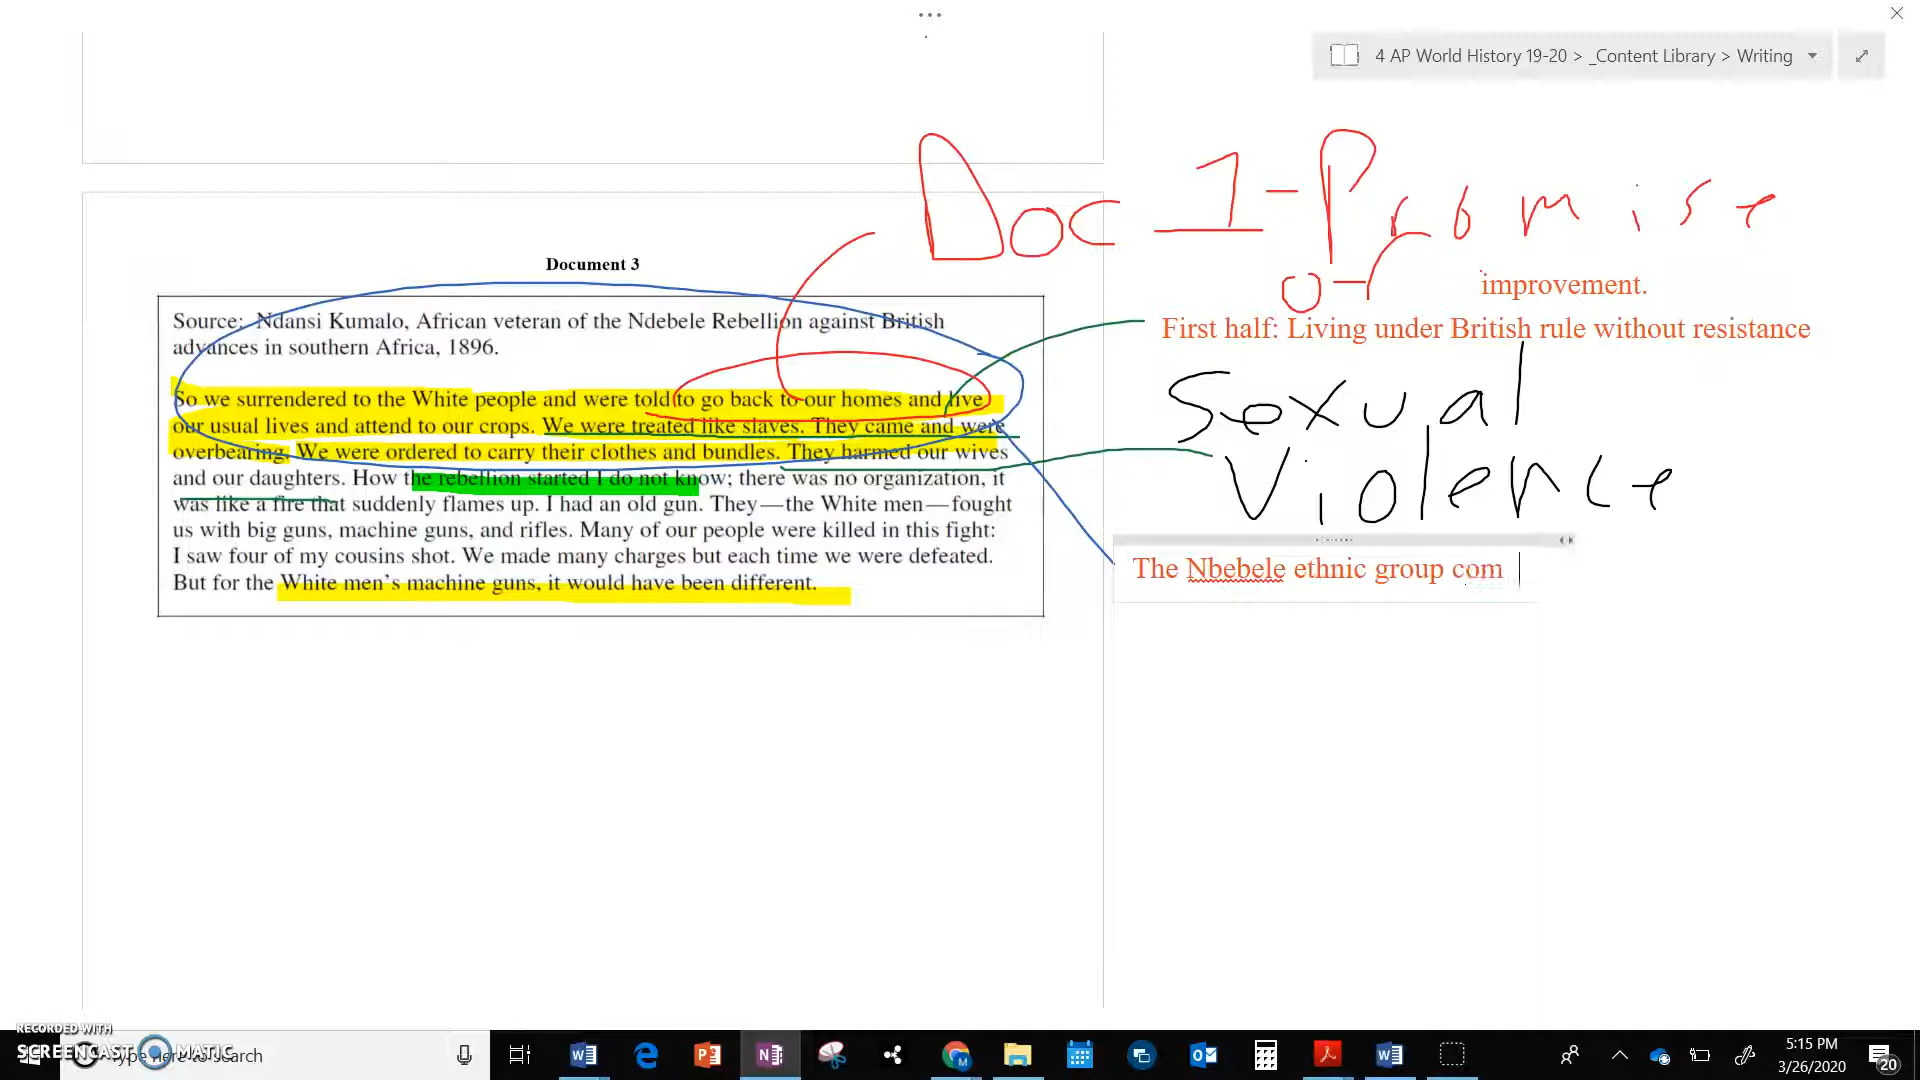 4 AP World History 19-20 > _Content Library > Writing
Doc 1-Promise
or
improvement.
Document 3
Source: Ndansi Kumalo, African veteran of the Ndebele Rebellion against British
advances in southern Africa, 1896.
So we surrendered to the White people and were told to go back to our homes and live
our usual lives and attend to our crops. We were treated like slaves. They came and were
overbearing. We were ordered to carry their clothes and bundles. They harmed our wives
and our daughters. How the rebellion started I do not know; there was no organization, it
was like a fire that suddenly flames up. I had an old gun. They—the White men—fought
us with big guns, machine guns, and rifles. Many of our people were killed in this fight:
I saw four of my cousins shot. We made many charges but each time we were defeated.
But for the White men's machine guns, it would have been different.
First half: Living under British rule without resistance
Sexual
Violence
The Nbebele ethnic group com
RECORDED WITH
SCREENCAST MATIC
Type here to search
5:15 PM
3/26/2020
20